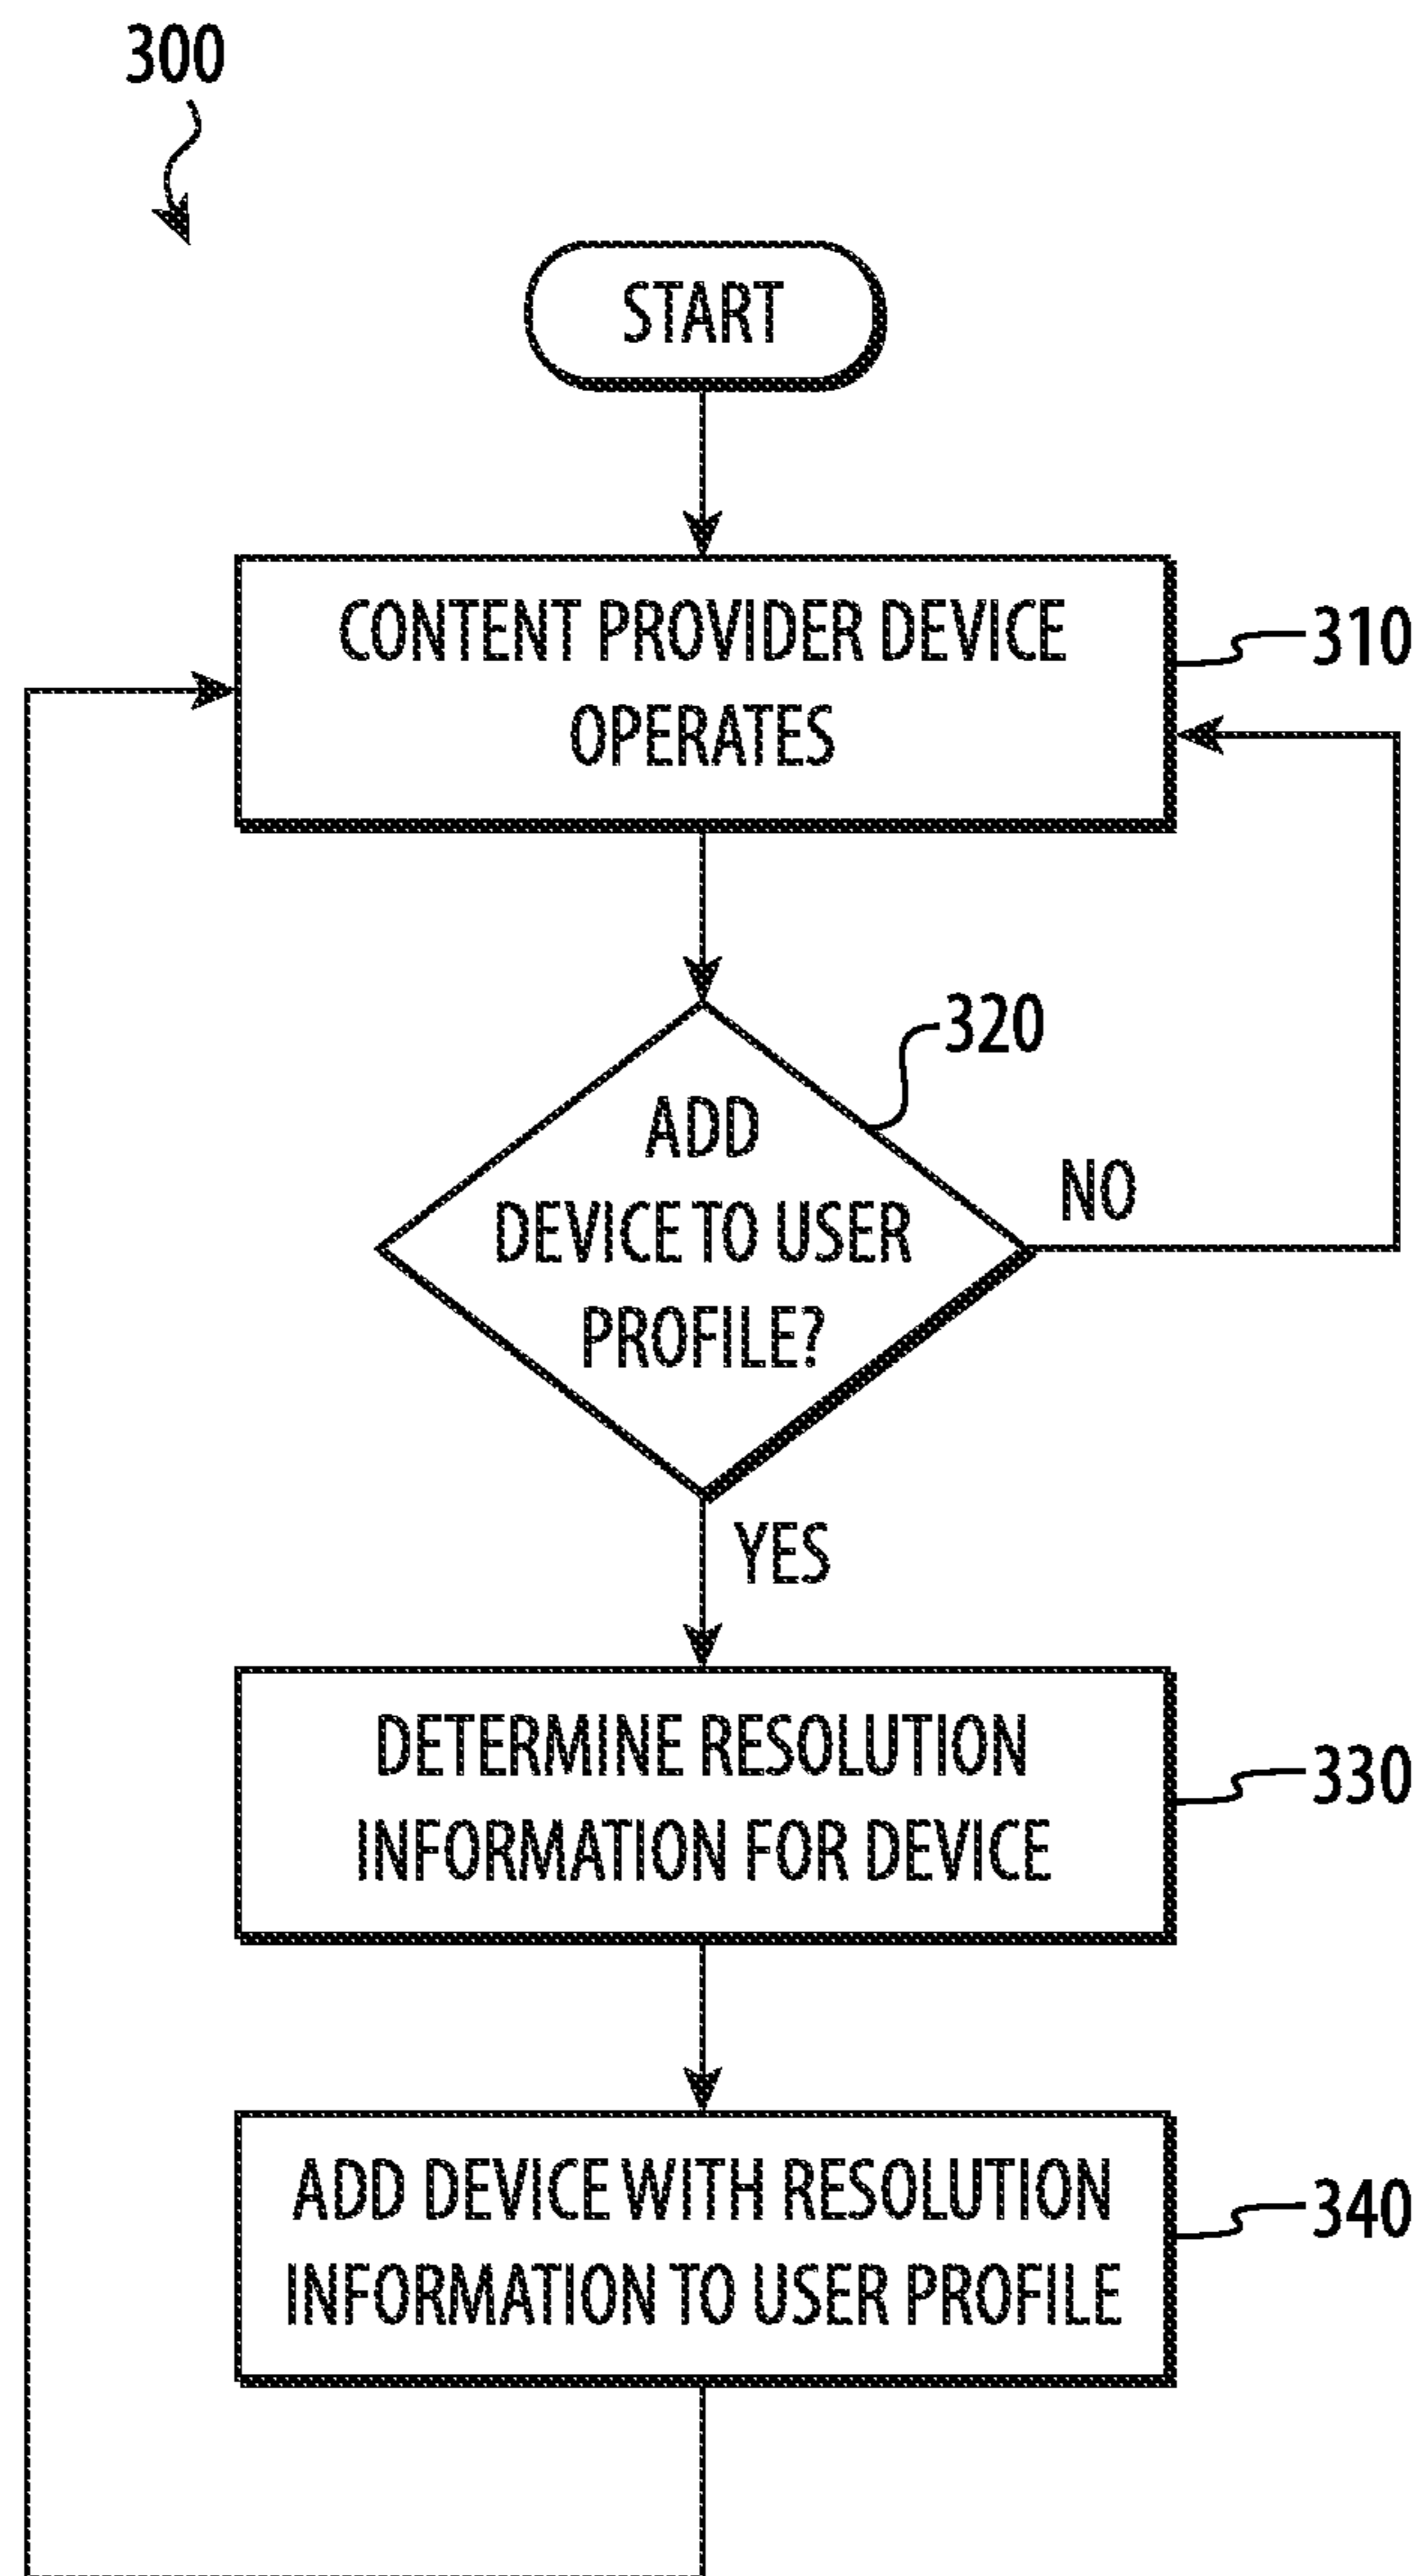 300
START
CONTENT PROVIDER DEVICE
OPERATES
310
320
ADD
DEVICE TO USER
PROFILE?
NO
YES
DETERMINE RESOLUTION
INFORMATION FOR DEVICE
330
ADD DEVICE WITH RESOLUTION
INFORMATION TO USER PROFILE
340